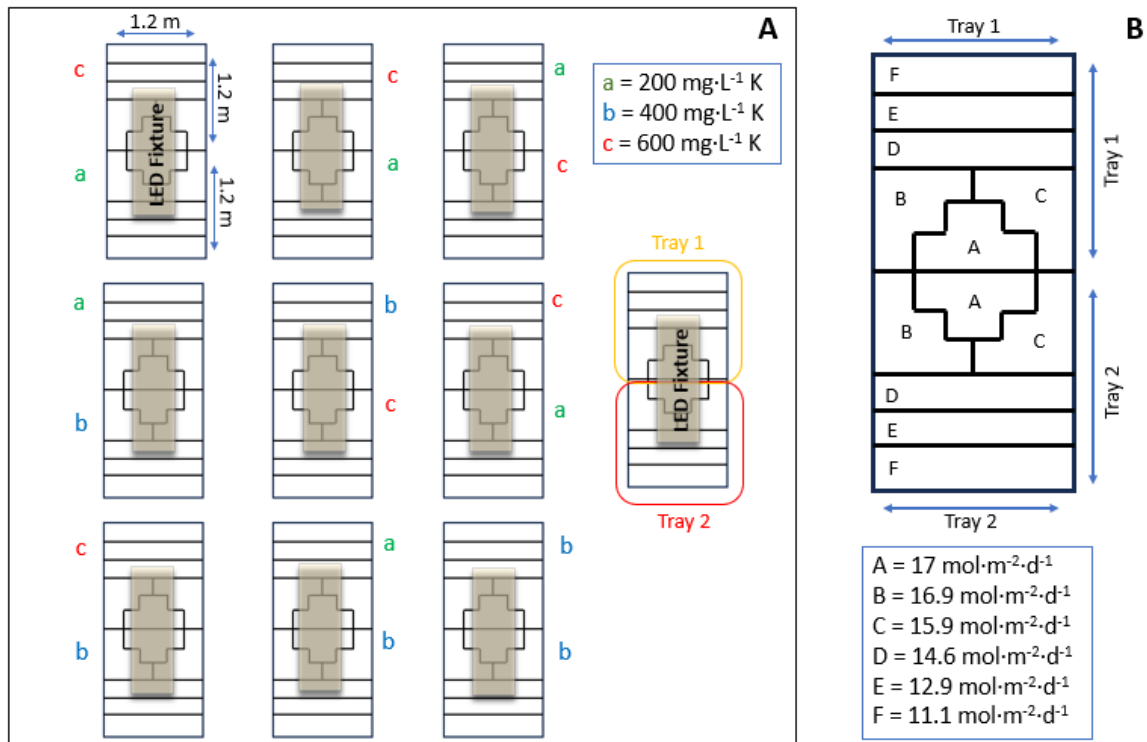 A
1.2 m
c
1.2 m
LED Fixture
a
1.2 m
c
a
a
c
a = 200 mg·L-1 K
b = 400 mg·L-1 K
c = 600 mg·L-1 K
a
b
b
c
c
a
Tray 1
LED Fixture
Tray 2
c
b
a
b
b
b
B
Tray 1
F
E
D
B
C
A
Tray 1
A
B
C
D
E
F
Tray 2
Tray 2
A = 17 mol·m-2·d-1
B = 16.9 mol·m-2·d-1
C = 15.9 mol·m-2·d-1
D = 14.6 mol·m-2·d-1
E = 12.9 mol·m-2·d-1
F = 11.1 mol·m-2·d-1